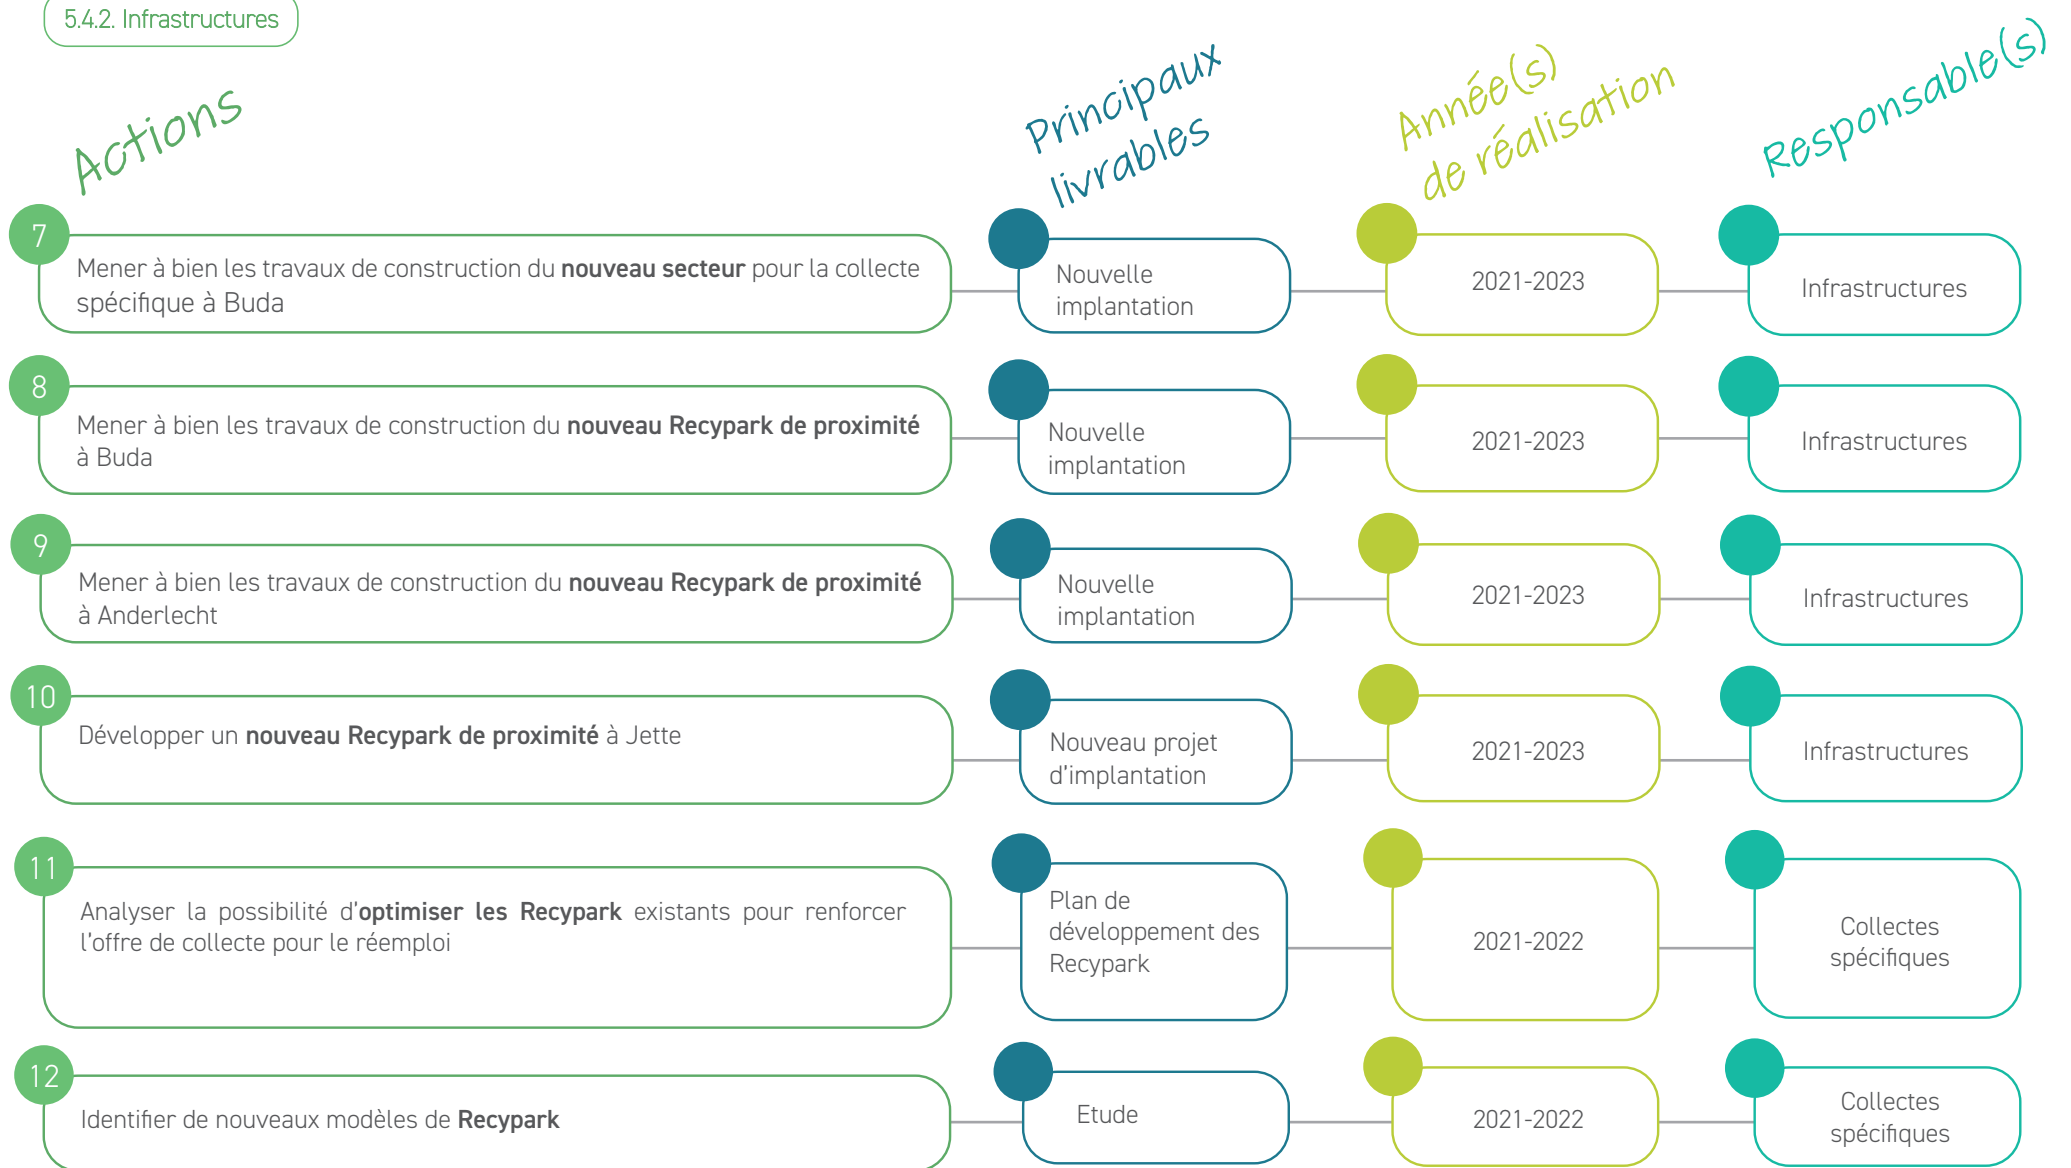 5.4.2. Infrastructures
Actions
Principaux
livrables
Année(s)
de réalisation
Responsable(s)
7
Mener à bien les travaux de construction du nouveau secteur pour la collecte
spécifique à Buda
Nouvelle
implantation
2021-2023
Infrastructures
8
Mener à bien les travaux de construction du nouveau Recypark de proximité
à Buda
Nouvelle
implantation
2021-2023
Infrastructures
9
Mener à bien les travaux de construction du nouveau Recypark de proximité
à Anderlecht
Nouvelle
implantation
2021-2023
Infrastructures
10
Développer un nouveau Recypark de proximité à Jette
Nouveau projet
d'implantation
2021-2023
Infrastructures
11
Analyser la possibilité d'optimiser les Recypark existants pour renforcer
l'offre de collecte pour le réemploi
Plan de
développement des
Recypark
2021-2022
Collectes
spécifiques
12
Identifier de nouveaux modèles de Recypark
Etude
2021-2022
Collectes
spécifiques